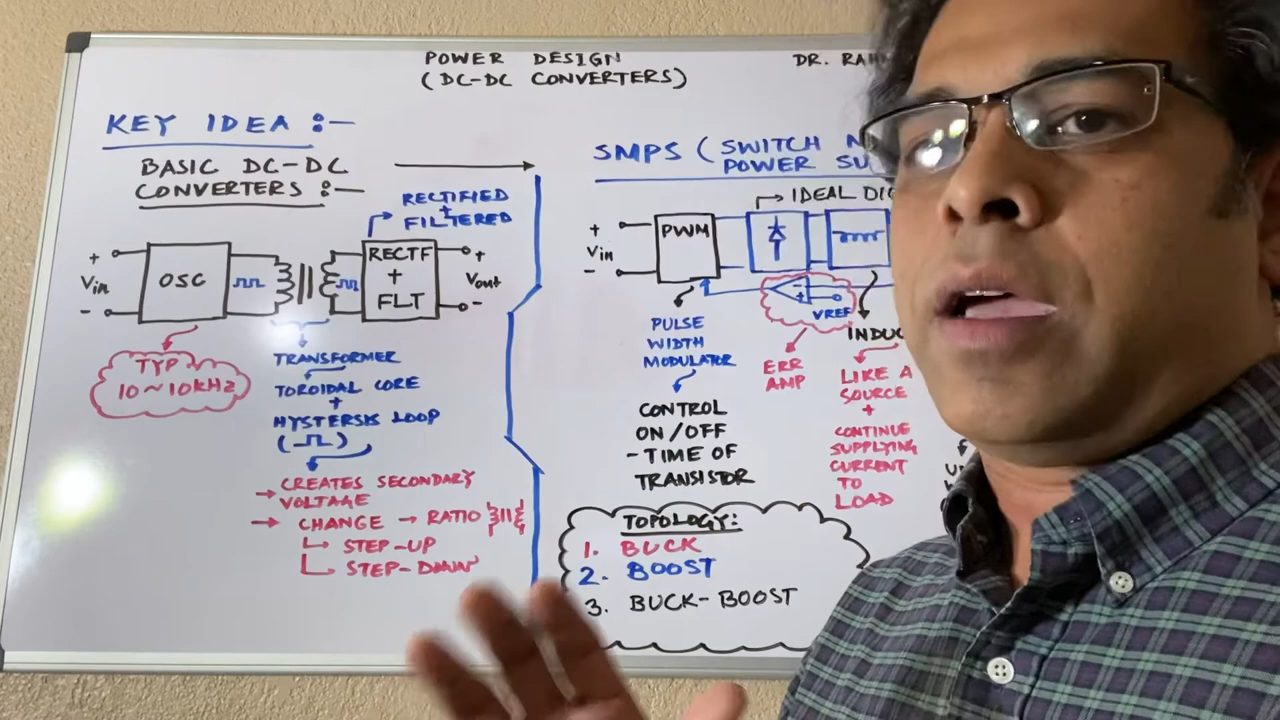 POWER DESIGN
(DC-DC CONVERTERS)
DR.
KEY IDEA :-
BASIC DC-DC
CONVERTERS :-
RECTIFIED
+
FILTERED
+
Vin
-
OSC
RECTF
+
FLT
+
Vout
-
TYP
10~10kHz
TRANSFORMER
TOROIDAL CORE
+
HYSTERSIS LOOP
( )
→ CREATES SECONDARY
VOLTAGE
→ CHANGE → RATIO
STEP-UP
STEP-DOWN
SMPS (SWITCH
POWER
IDEAL
+
Vin
-
PWM
-
+
VREF
PULSE
WIDTH
MODULATOR
CONTROL
ON/OFF
-TIME OF
TRANSISTOR
ERR
AMP
LIKE A
SOURCE
+
CONTINUE
SUPPLYING
CURRENT
TO
LOAD
TOPOLOGY:
1. BUCK
2. BOOST
3. BUCK-BOOST